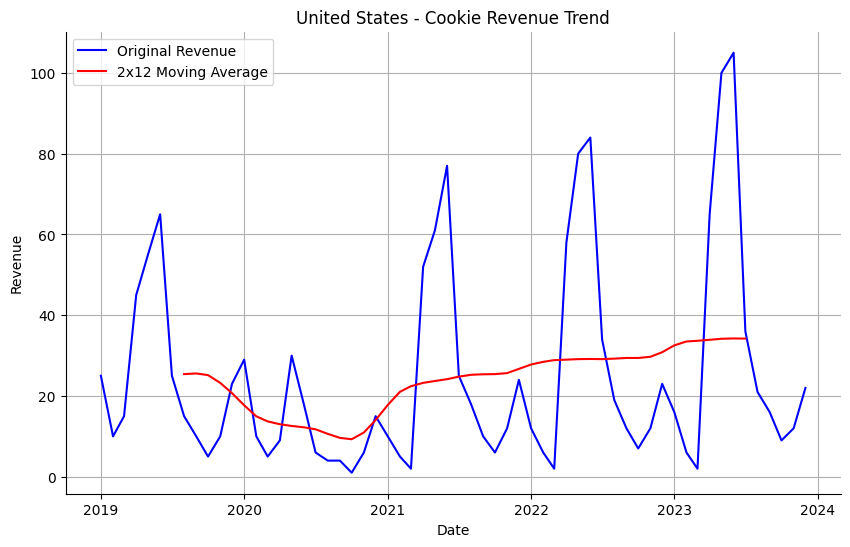 United States - Cookie Revenue Trend
Original Revenue
2x12 Moving Average
100
80
60
40
20
0
Revenue
2019 2020 2021 2022 2023 2024
Date